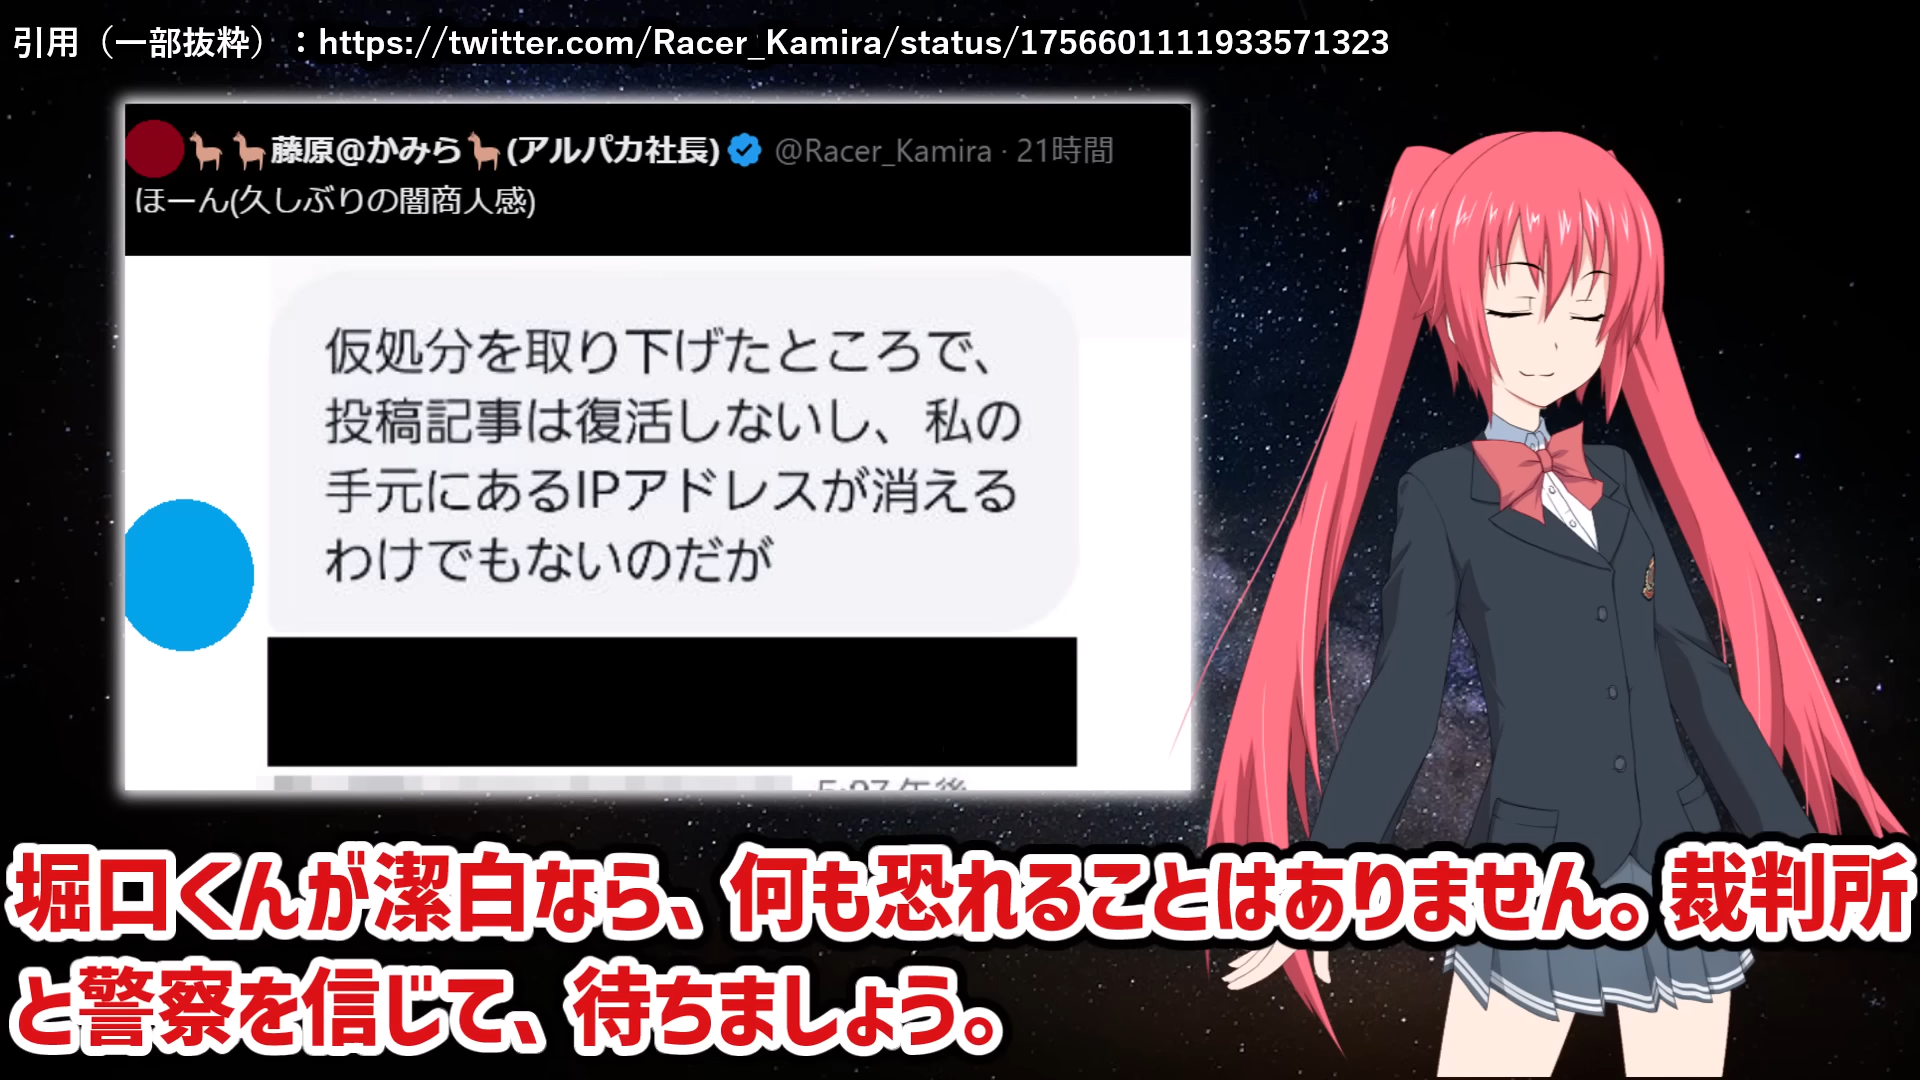 引用（一部抜粋）：https://twitter.com/Racer_Kamira/status/1756601111933571323
🦙🦙藤原@かみら🦙(アルパカ社長) @Racer_Kamira · 21時間
ほーん(久しぶりの闇商人感)
仮処分を取り下げたところで、
投稿記事は復活しないし、私の
手元にあるIPアドレスが消える
わけでもないのだが
堀口くんが潔白なら、何も恐れることはありません。裁判所
と警察を信じて、待ちましょう。